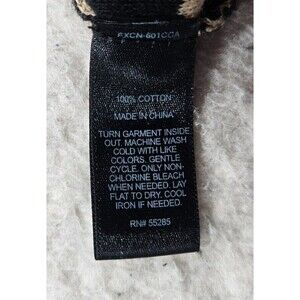 FXCN-601CCA
100% COTTON
MADE IN CHINA
TURN GARMENT INSIDE
OUT. MACHINE WASH
COLD WITH LIKE
COLORS. GENTLE
CYCLE. ONLY NON-
CHLORINE BLEACH
WHEN NEEDED. LAY
FLAT TO DRY. COOL
IRON IF NEEDED.
RN# 55285